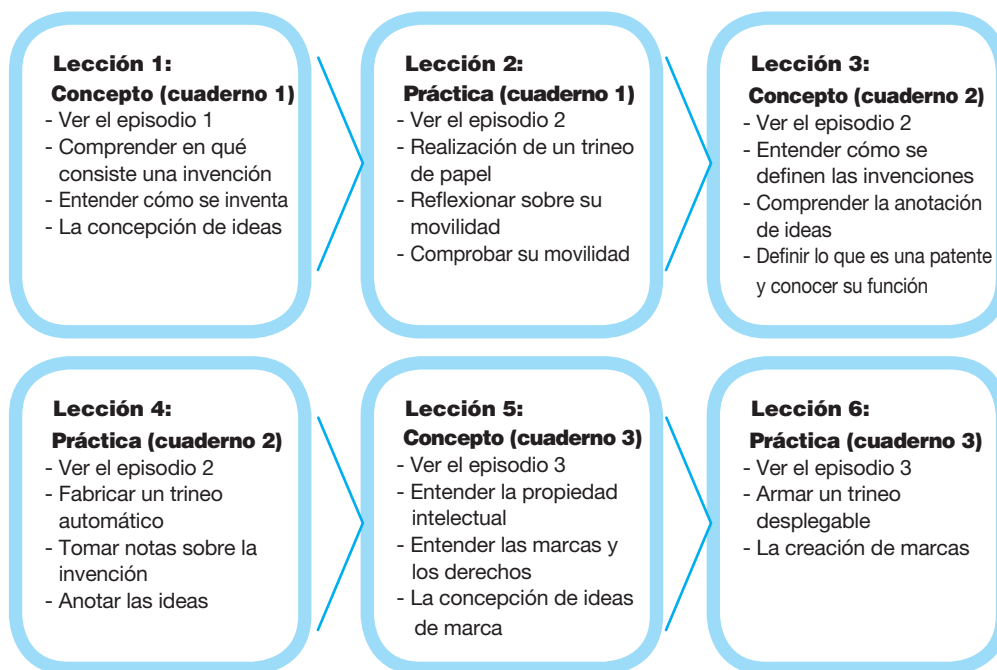 Lección 1:
Concepto (cuaderno 1)
- Ver el episodio 1
- Comprender en qué
consiste una invención
- Entender cómo se inventa
- La concepción de ideas
Lección 2:
Práctica (cuaderno 1)
- Ver el episodio 2
- Realización de un trineo
de papel
- Reflexionar sobre su
movilidad
- Comprobar su movilidad
Lección 3:
Concepto (cuaderno 2)
- Ver el episodio 2
- Entender cómo se
definen las invenciones
- Comprender la anotación
de ideas
- Definir lo que es una patente
y conocer su función
Lección 4:
Práctica (cuaderno 2)
- Ver el episodio 2
- Fabricar un trineo
automático
- Tomar notas sobre la
invención
- Anotar las ideas
Lección 5:
Concepto (cuaderno 3)
- Ver el episodio 3
- Entender la propiedad
intelectual
- Entender las marcas y
los derechos
- La concepción de ideas
de marca
Lección 6:
Práctica (cuaderno 3)
- Ver el episodio 3
- Armar un trineo
desplegable
- La creación de marcas